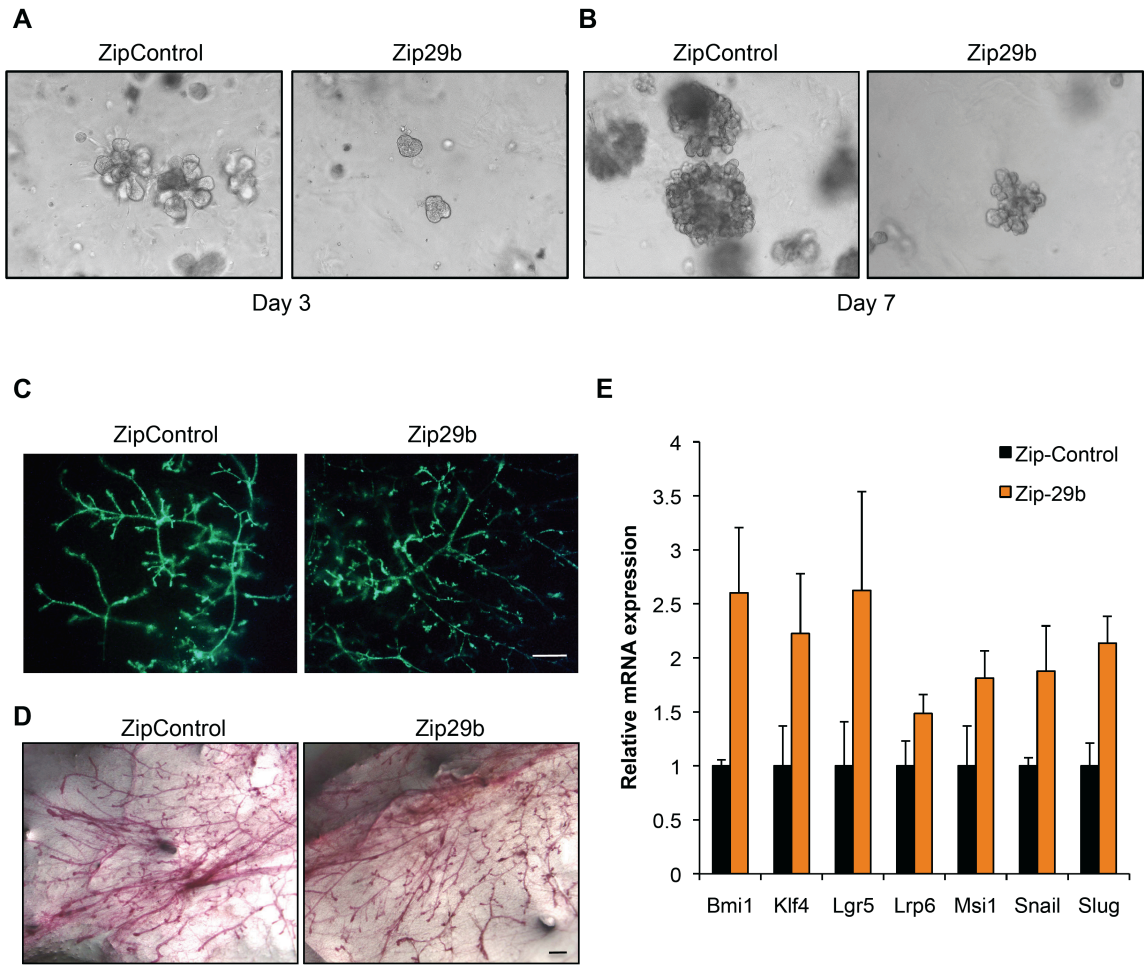 A
B
ZipControl
Zip29b
ZipControl
Zip29b
Day 3
Day 7
C
E
ZipControl
Zip29b
D
ZipControl
Zip29b
Relative mRNA expression
4
3.5
3
2.5
2
1.5
1
0.5
0
Zip-Control
Zip-29b
Bmi1 Klf4 Lgr5 Lrp6 Msi1 Snail Slug